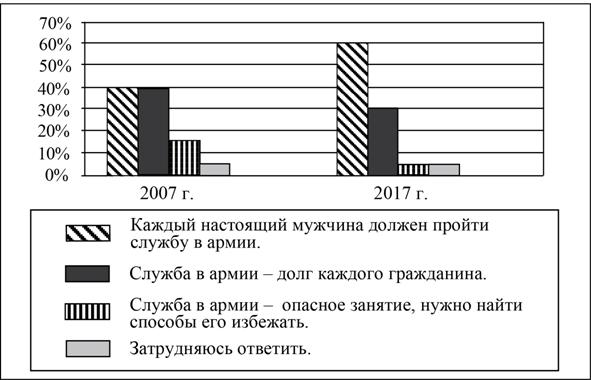 70%
60%
50%
40%
30%
20%
10%
0%
2007 г.
2017 г.
Каждый настоящий мужчина должен пройти
службу в армии.
Служба в армии – долг каждого гражданина.
Служба в армии – опасное занятие, нужно найти
способы его избежать.
Затрудняюсь ответить.